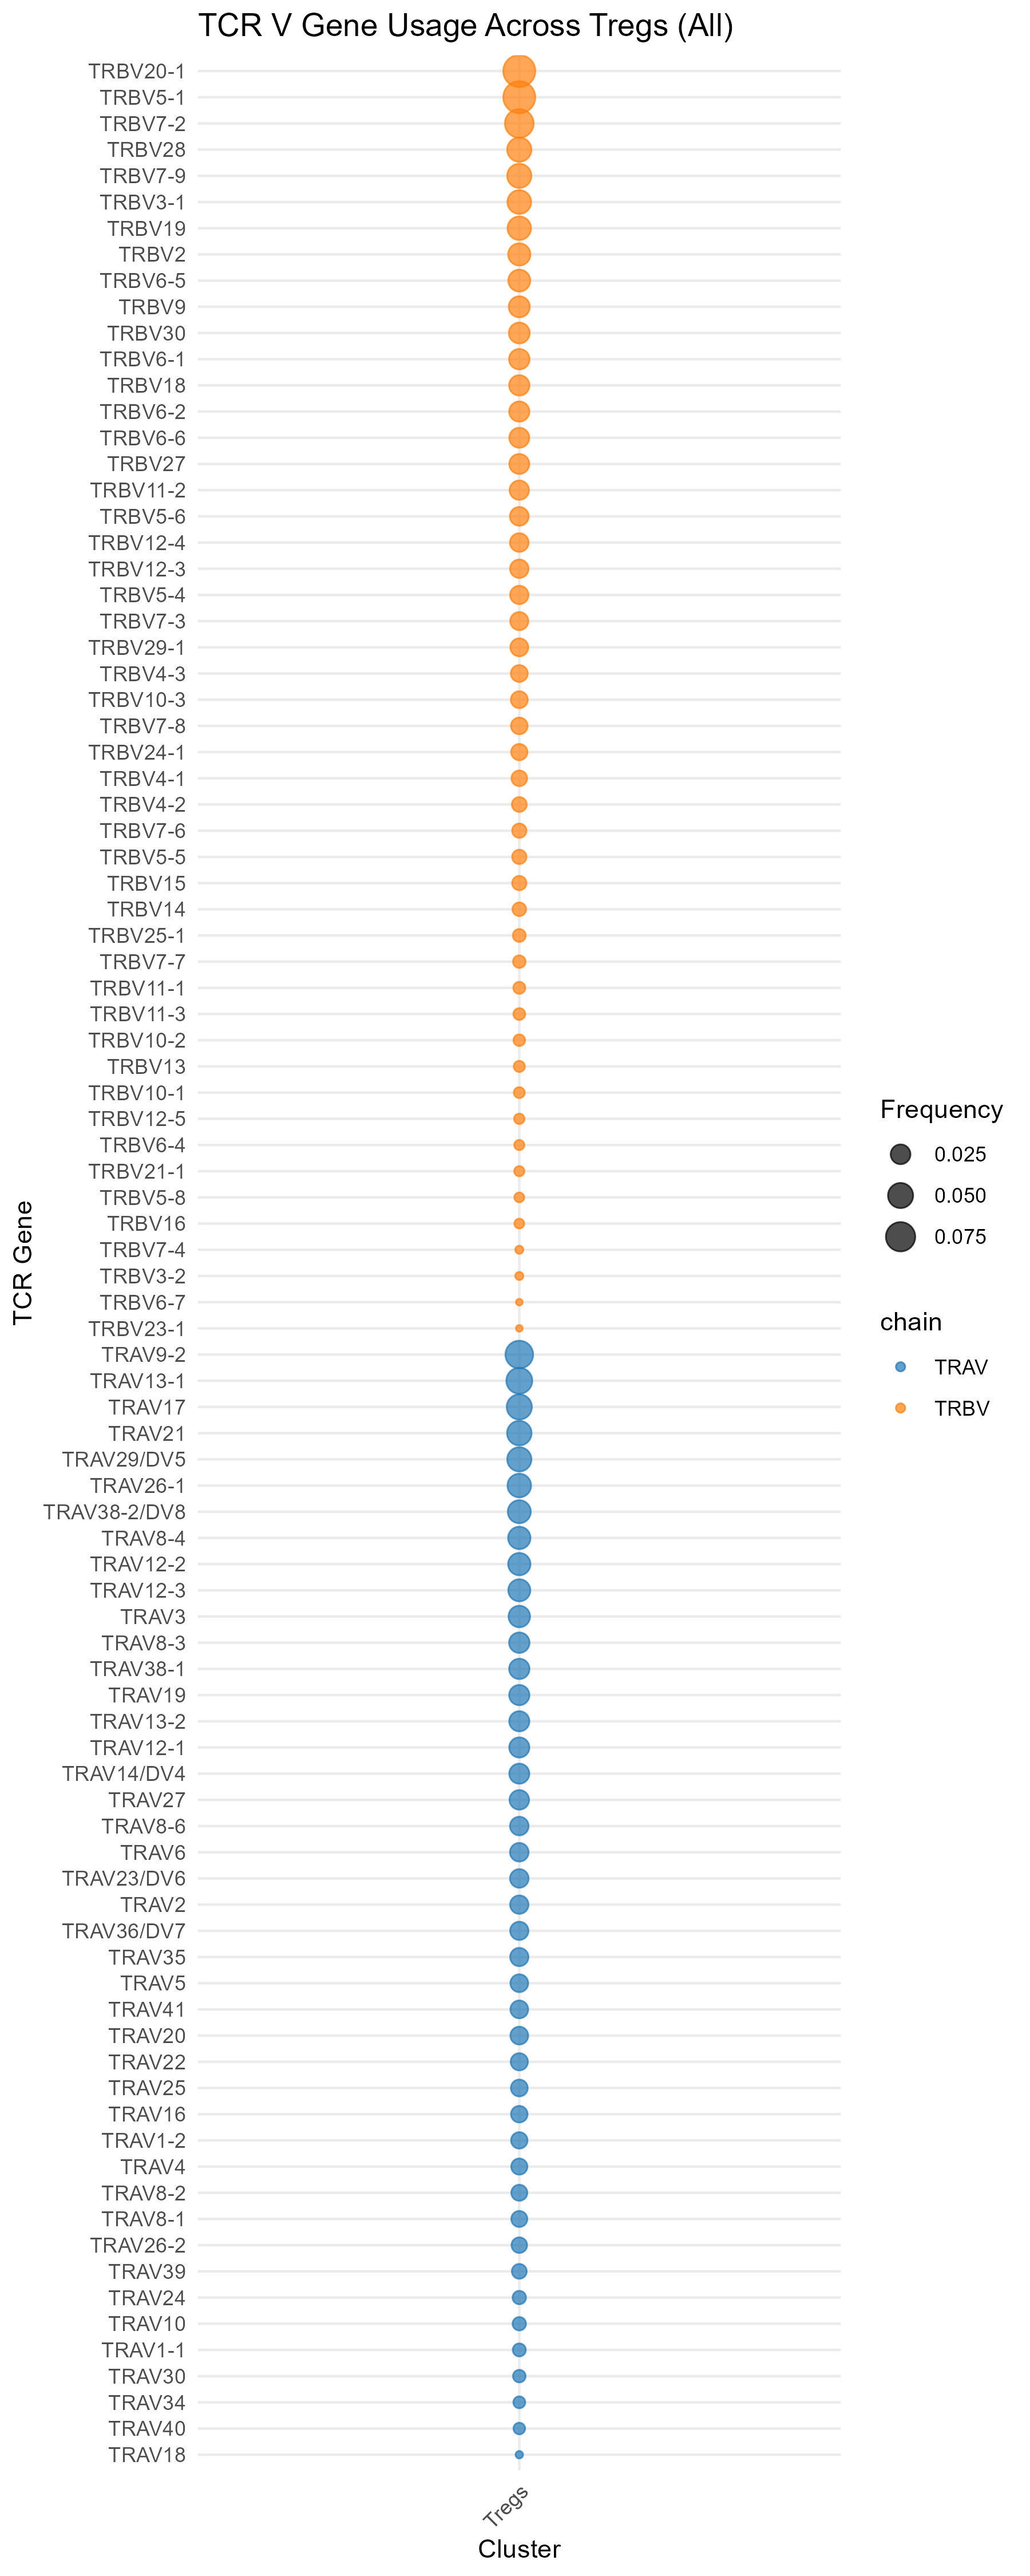 TCR V Gene Usage Across Tregs (All)
TRBV20-1
TRBV5-1
TRBV7-2
TRBV28
TRBV7-9
TRBV3-1
TRBV19
TRBV2
TRBV6-5
TRBV9
TRBV30
TRBV6-1
TRBV18
TRBV6-2
TRBV6-6
TRBV27
TRBV11-2
TRBV5-6
TRBV12-4
TRBV12-3
TRBV5-4
TRBV7-3
TRBV29-1
TRBV4-3
TRBV10-3
TRBV7-8
TRBV24-1
TRBV4-1
TRBV4-2
TRBV7-6
TRBV5-5
TRBV15
TRBV14
TRBV25-1
TRBV7-7
TRBV11-1
TRBV11-3
TRBV10-2
TRBV13
TRBV10-1
TRBV12-5
TRBV6-4
TRBV21-1
TRBV5-8
TRBV16
TRBV7-4
TRBV3-2
TRBV6-7
TRBV23-1
TRAV9-2
TRAV13-1
TRAV17
TRAV21
TRAV29/DV5
TRAV26-1
TRAV38-2/DV8
TRAV8-4
TRAV12-2
TRAV12-3
TRAV3
TRAV8-3
TRAV38-1
TRAV19
TRAV13-2
TRAV12-1
TRAV14/DV4
TRAV27
TRAV8-6
TRAV6
TRAV23/DV6
TRAV2
TRAV36/DV7
TRAV35
TRAV5
TRAV41
TRAV20
TRAV22
TRAV25
TRAV16
TRAV1-2
TRAV4
TRAV8-2
TRAV8-1
TRAV26-2
TRAV39
TRAV24
TRAV10
TRAV1-1
TRAV30
TRAV34
TRAV40
TRAV18
TCR Gene
Tregs
Cluster
Frequency
0.025
0.050
0.075
chain
TRAV
TRBV